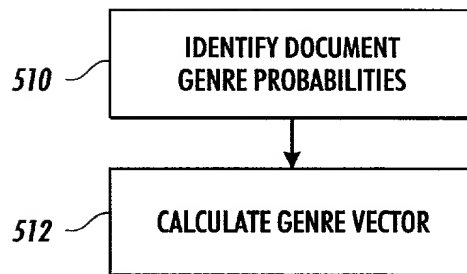 510
IDENTIFY DOCUMENT
GENRE PROBABILITIES
512
CALCULATE GENRE VECTOR